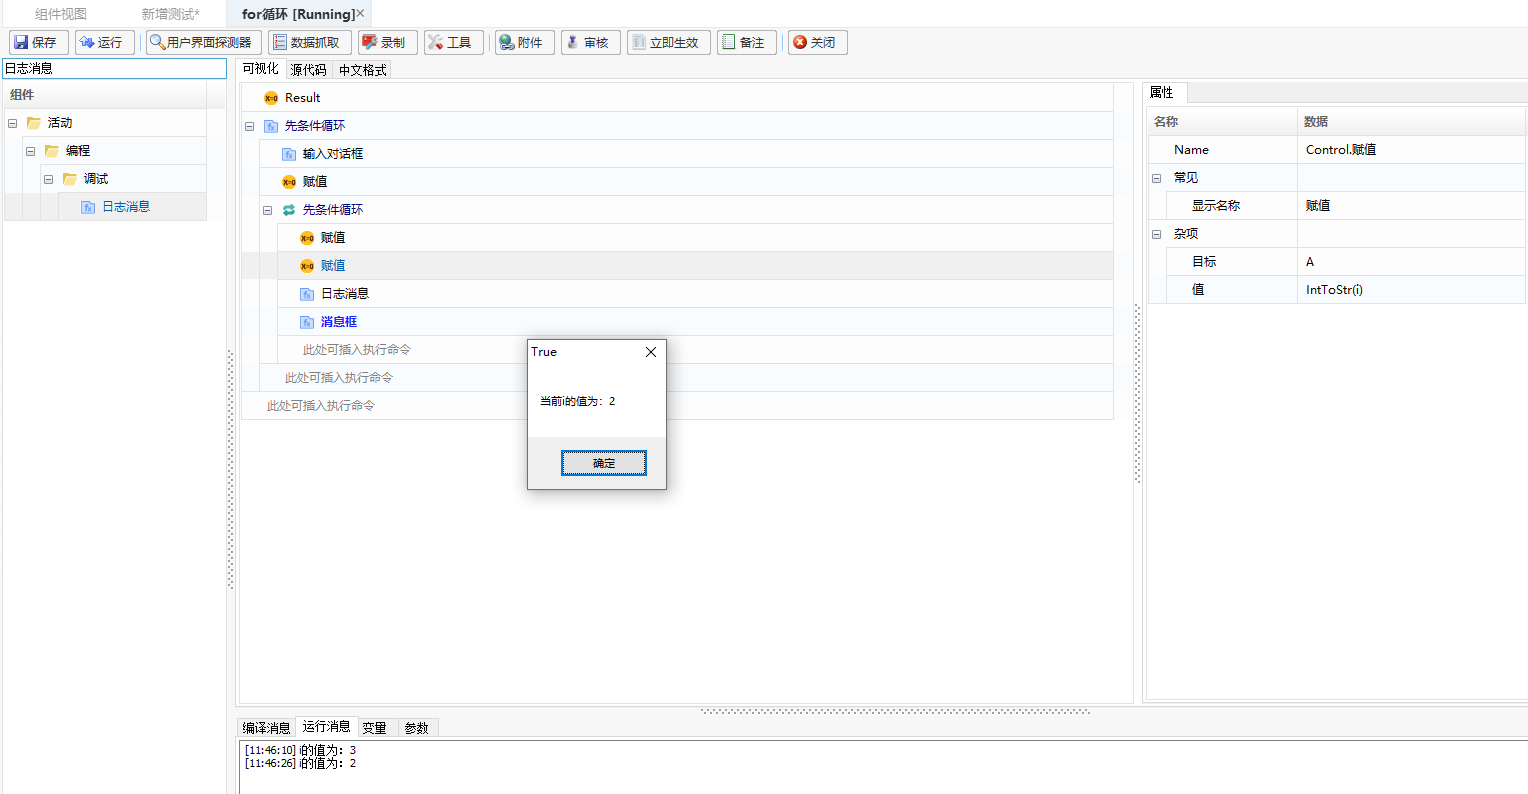 组件视图 新增测试* for循环 [Running]
保存 运行 用户界面探测器 数据抓取 录制 工具 附件 审核 立即生效 备注 关闭
日志消息
组件
活动
编程
调试
日志消息
可视化 源代码 中文格式
Result
先条件循环
输入对话框
赋值
先条件循环
赋值
赋值
日志消息
消息框
此处可插入执行命令
此处可插入执行命令
此处可插入执行命令
True
当前i的值为：2
确定
属性
名称 数据
Name Control.赋值
常见
显示名称 赋值
杂项
目标 A
值 IntToStr(i)
编译消息 运行消息 变量 参数
[11:46:10] i的值为：3
[11:46:26] i的值为：2